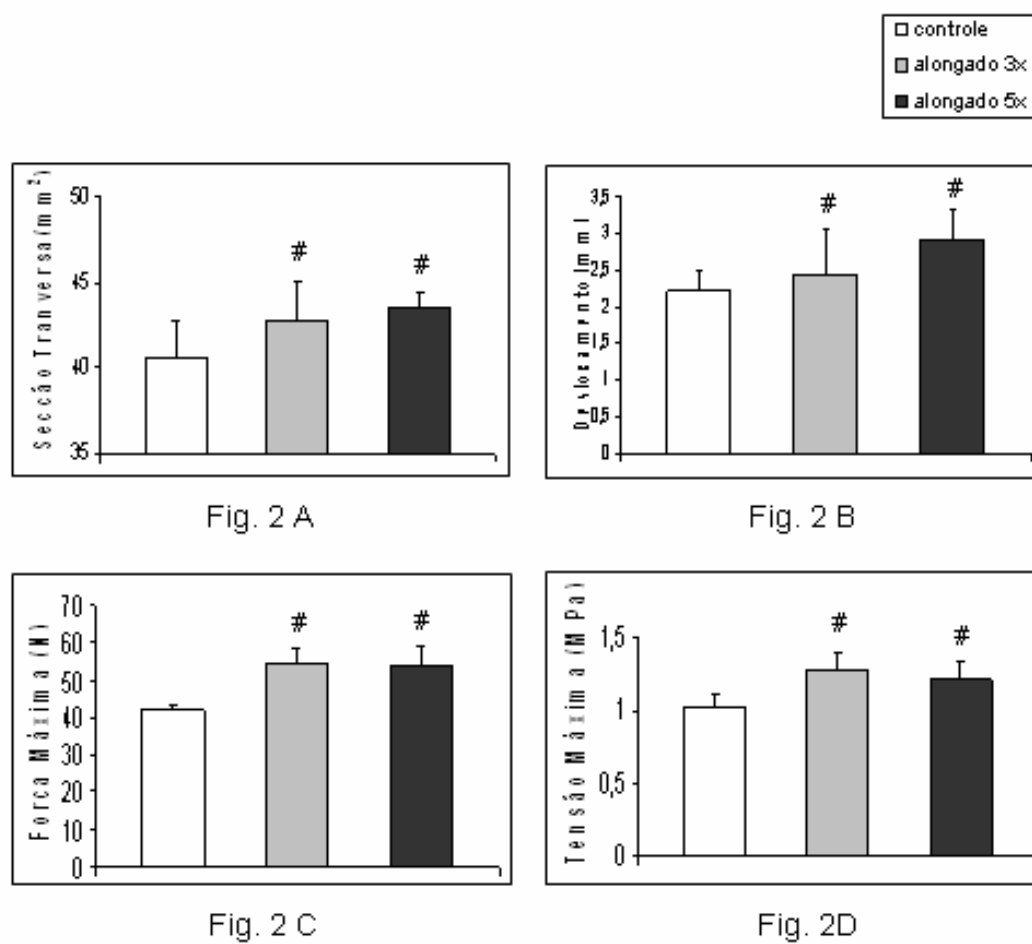 controle
alongado 3x
alongado 5x
Secção Tranversa(mm²)
50
45
40
35
#
#
Fig. 2 A
Deslocamento(mm)
3,5
3
2,5
2
1,5
1
0,5
0
#
#
Fig. 2 B
Força Máxima (N)
70
60
50
40
30
20
10
0
#
#
Fig. 2 C
Tensão Máxima (MPa)
1,5
1
0,5
0
#
#
Fig. 2D